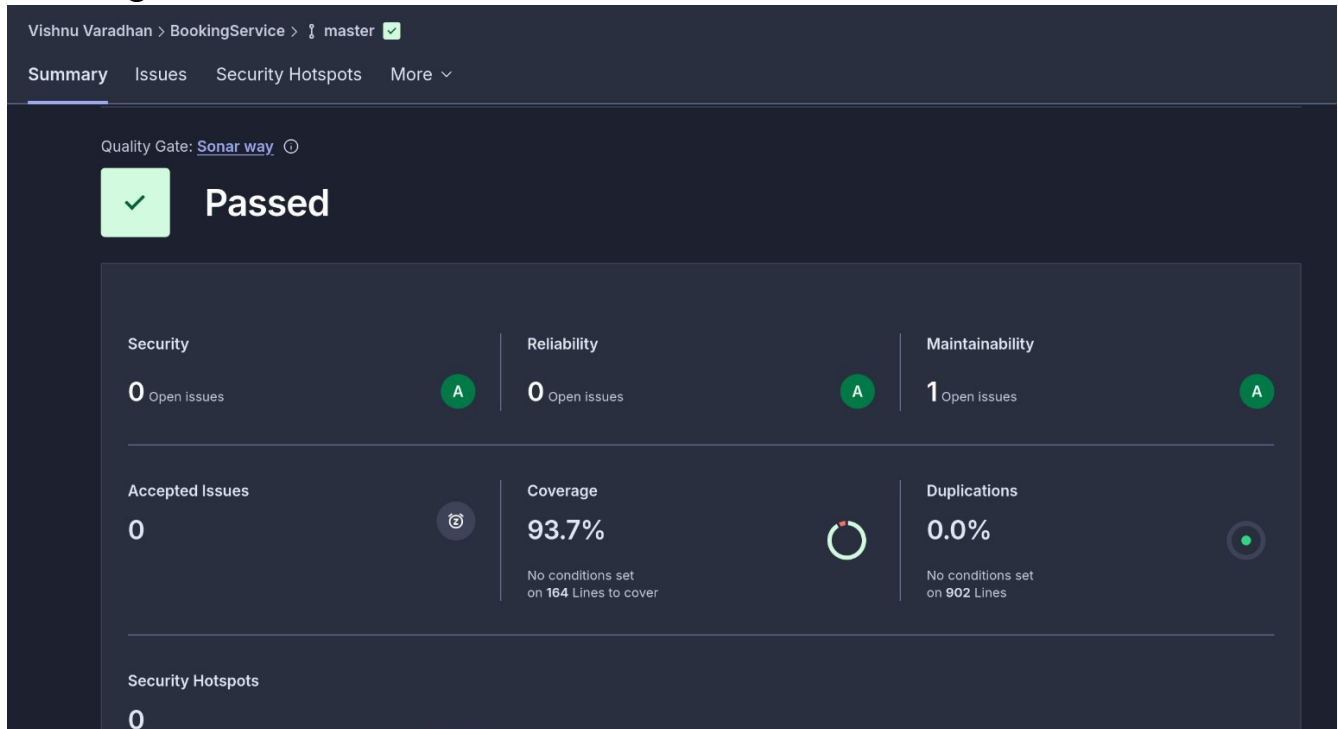 Vishnu Varadhan > BookingService > master
Summary Issues Security Hotspots More
Quality Gate: Sonar way
Passed
Security Reliability Maintainability
0 Open issues A 0 Open issues A 1 Open issues A
Accepted Issues Coverage Duplications
0 93.7% 0.0%
No conditions set No conditions set
on 164 Lines to cover on 902 Lines
Security Hotspots
0